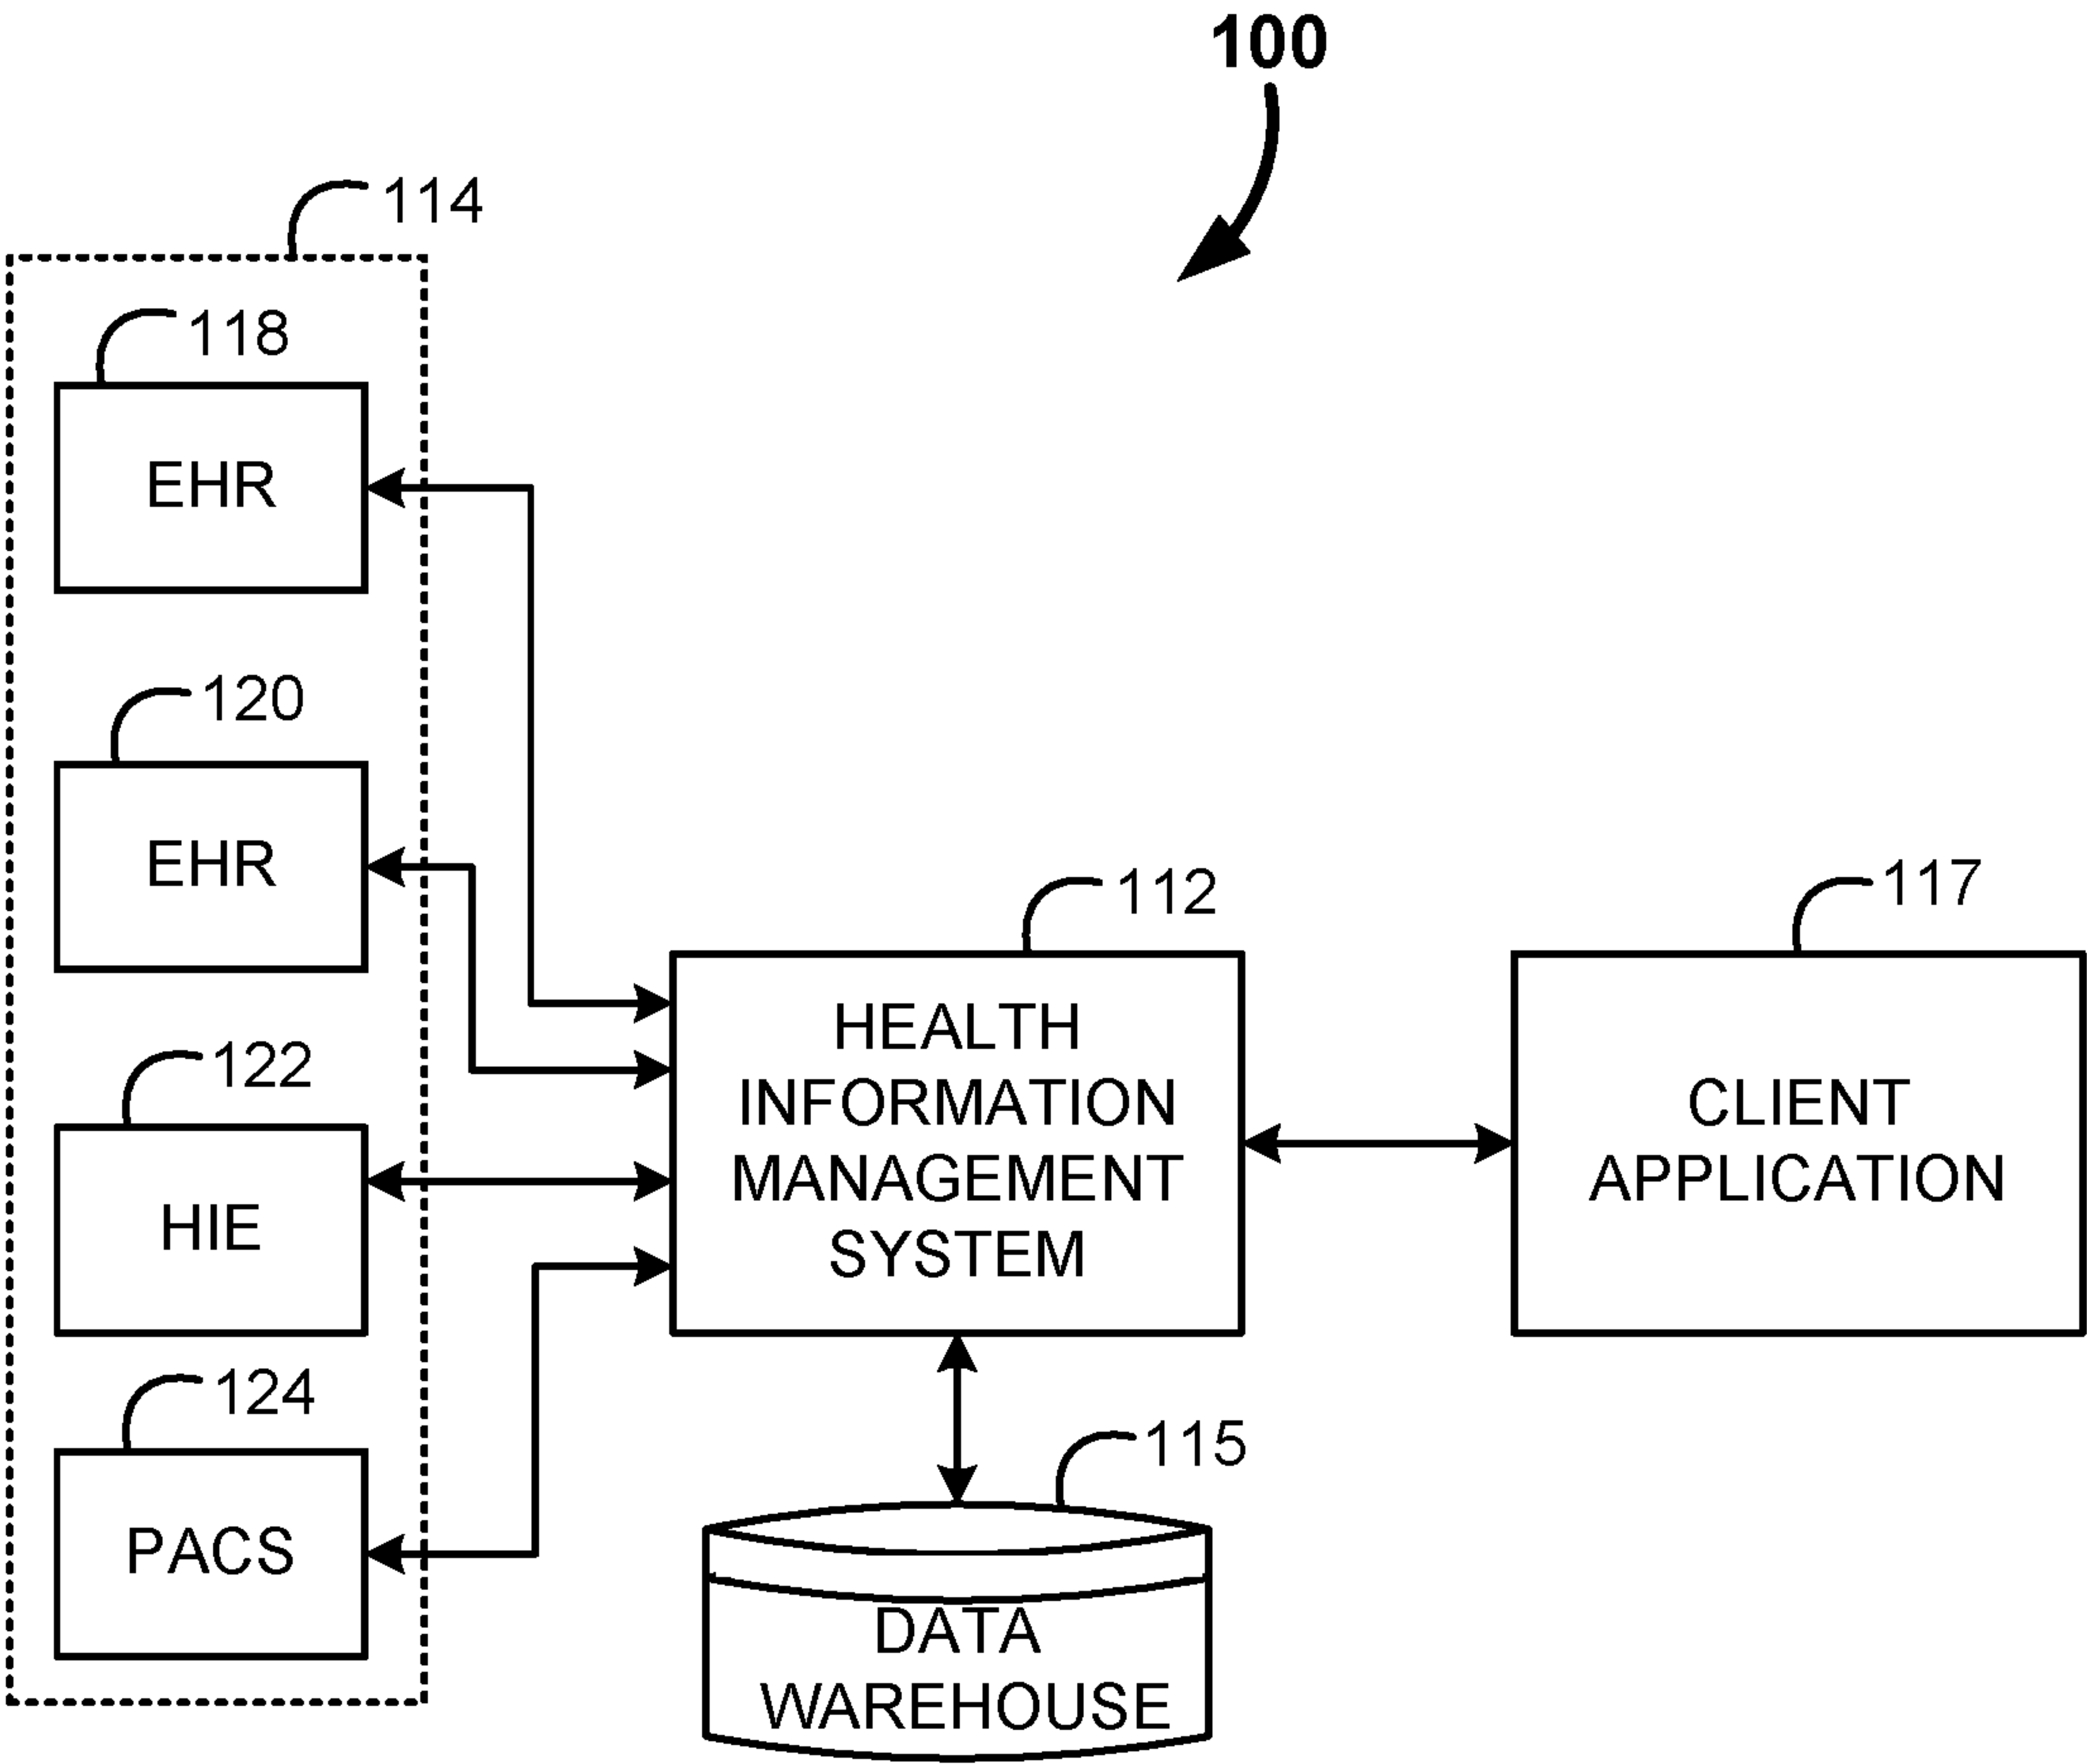 100
114
118
EHR
120
EHR
112
117
HEALTH
INFORMATION
MANAGEMENT
SYSTEM
CLIENT
APPLICATION
122
HIE
124
PACS
115
DATA
WAREHOUSE